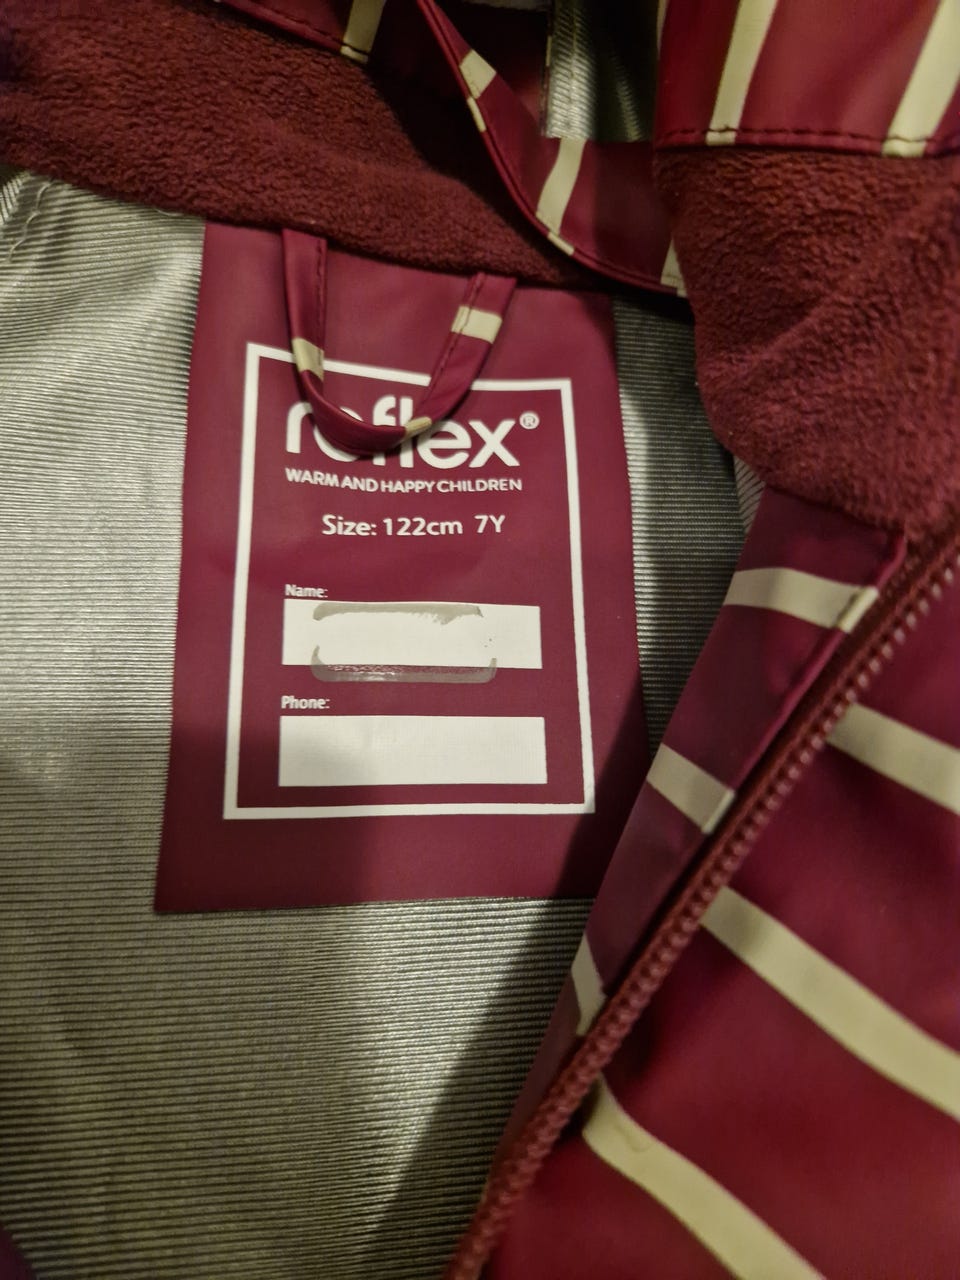 reflex®
WARM AND HAPPY CHILDREN
Size: 122cm 7Y
Name:
Phone: